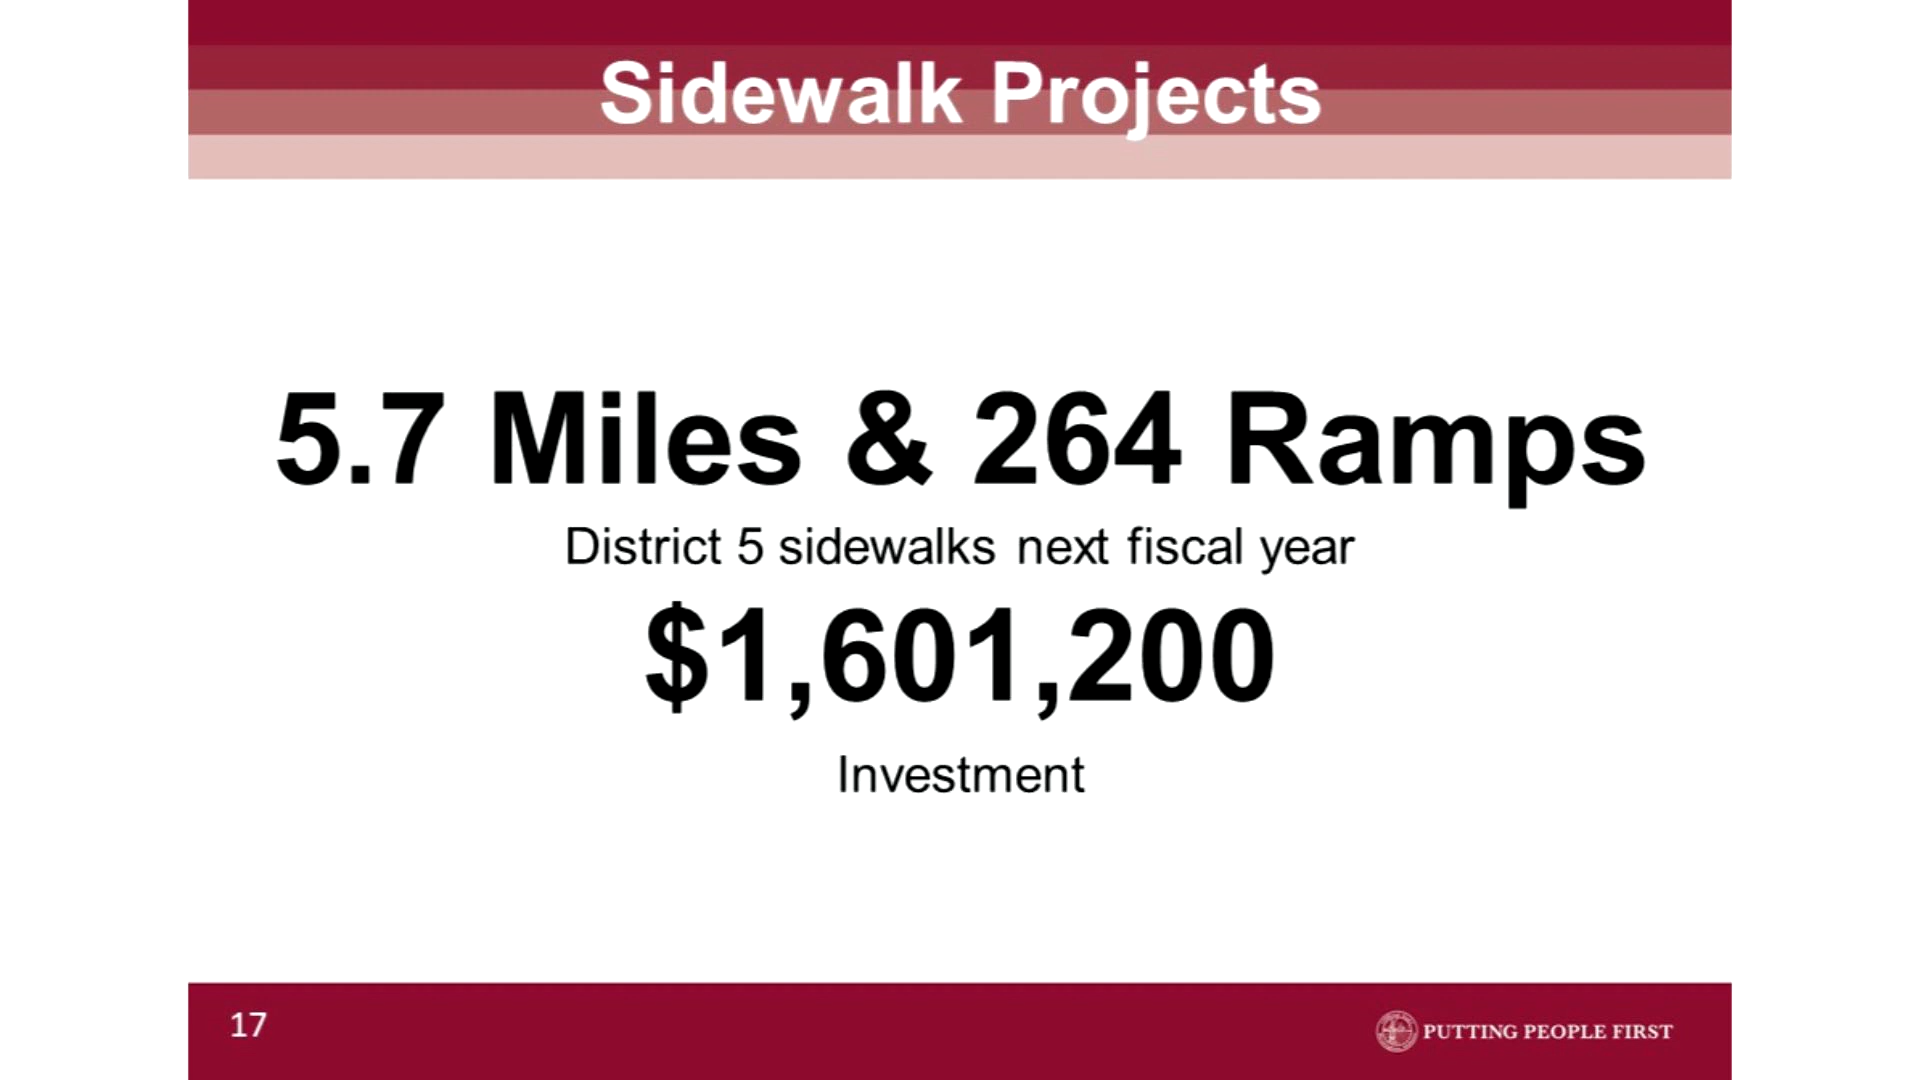 Sidewalk Projects
5.7 Miles & 264 Ramps
District 5 sidewalks next fiscal year
$1,601,200
Investment
17
PUTTING PEOPLE FIRST